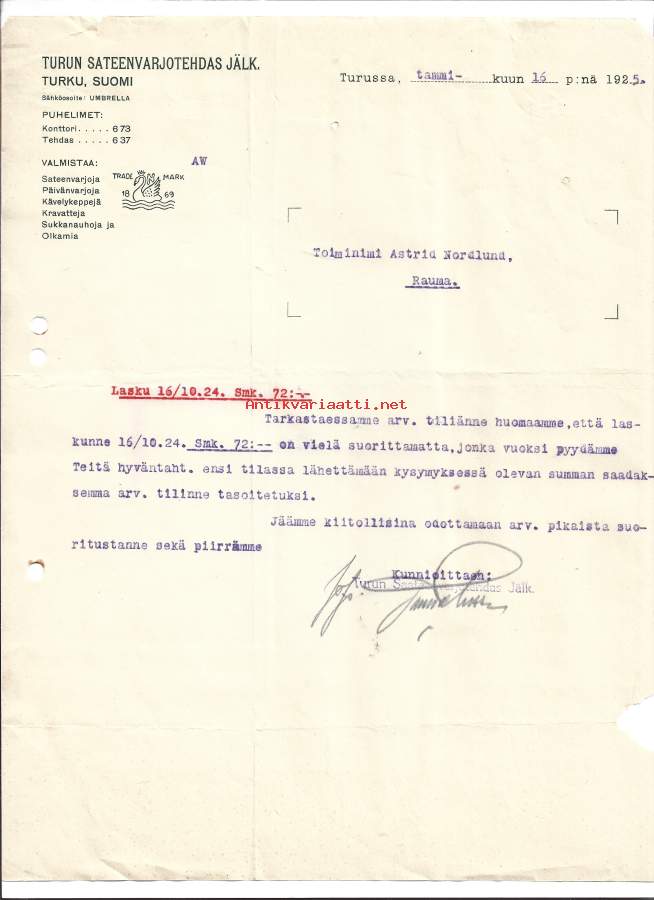 TURUN SATEENVARJOTEHDAS JÄLK.
TURKU, SUOMI
Sähköosoite: UMBRELLA
PUHELIMET:
Konttori.....673
Tehdas.....637
VALMISTAA:
Sateenvarjoja
Päivänvarjoja
Kävelykeppejä
Kravatteja
Sukkanauhoja ja
Olkamia
AW
TRADE MARK
18 69
Turussa, tammi- kuun 16 p:nä 1925.
Toiminimi Astrid Nordlund,
Rauma.
Lasku 16/10.24. Smk. 72:--
Antikvariaatti.net
Tarkastaessamme arv. tiliänne huomaamme,että las-
kunne 16/10.24. Smk. 72:-- on vielä suorittamatta,jonka vuoksi pyydämme
Teitä hyväntaht. ensi tilassa lähettämään kysymyksessä olevan summan saadak-
semma arv. tilinne tasoitetuksi.
Jäämme kiitollisina odottamaan arv. pikaista suo-
ritustanne sekä piirrämme
Kunnioittaen:
Turun Sateenvarjotehdas Jälk.